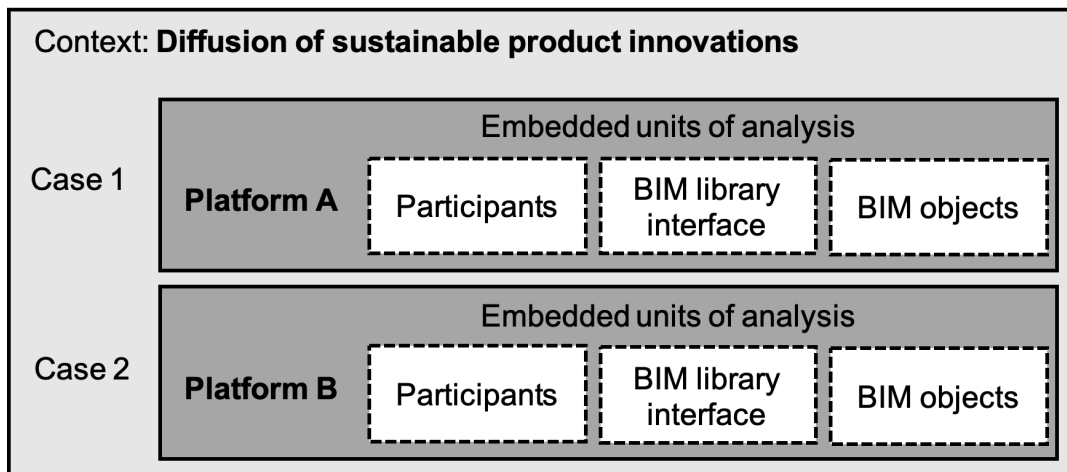 Context: Diffusion of sustainable product innovations
Embedded units of analysis
Case 1
Platform A
Participants
BIM library
interface
BIM objects
Embedded units of analysis
Case 2
Platform B
Participants
BIM library
interface
BIM objects